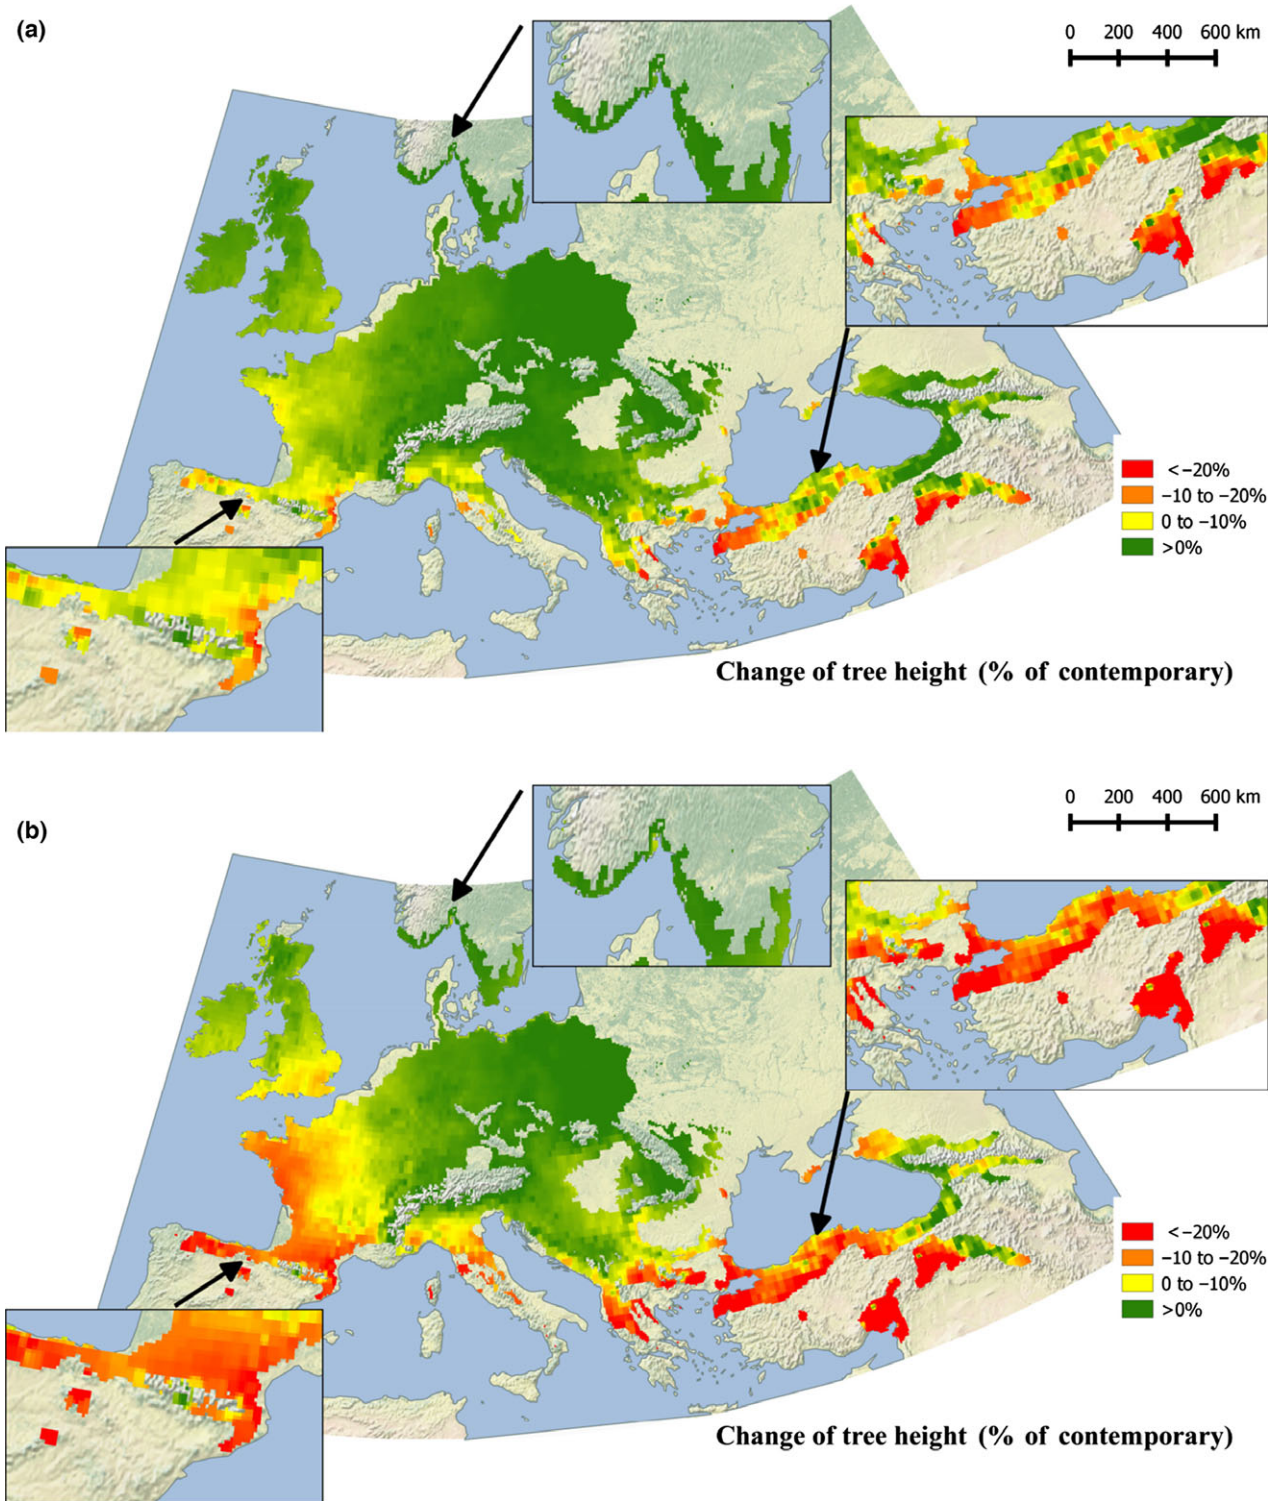 (a)
0 200 400 600 km
< −20%
−10 to −20%
0 to −10%
>0%
Change of tree height (% of contemporary)
(b)
0 200 400 600 km
<−20%
−10 to −20%
0 to −10%
>0%
Change of tree height (% of contemporary)